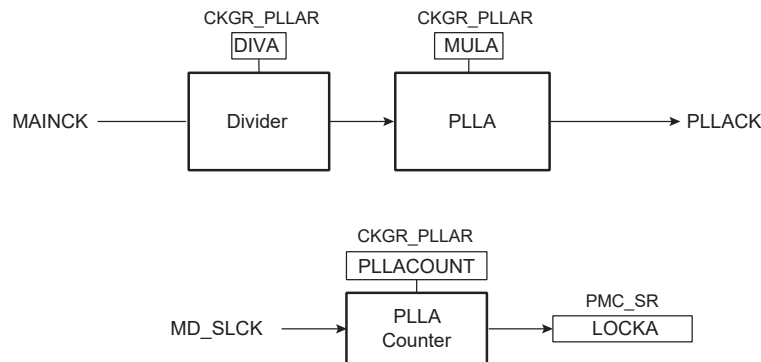 CKGR_PLLAR
CKGR_PLLAR
DIVA
MULA
MAINCK
Divider
PLLA
PLLACK
CKGR_PLLAR
PLLACOUNT
PMC_SR
MD_SLCK
PLLA
Counter
LOCKA